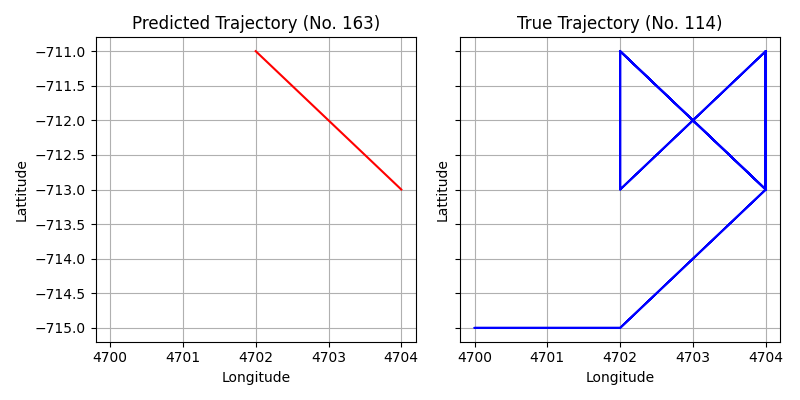 Predicted Trajectory (No. 163)
True Trajectory (No. 114)
−711.0
−711.5
−712.0
−712.5
−713.0
−713.5
−714.0
−714.5
−715.0
Lattitude
Lattitude
4700 4701 4702 4703 4704
4700 4701 4702 4703 4704
Longitude
Longitude